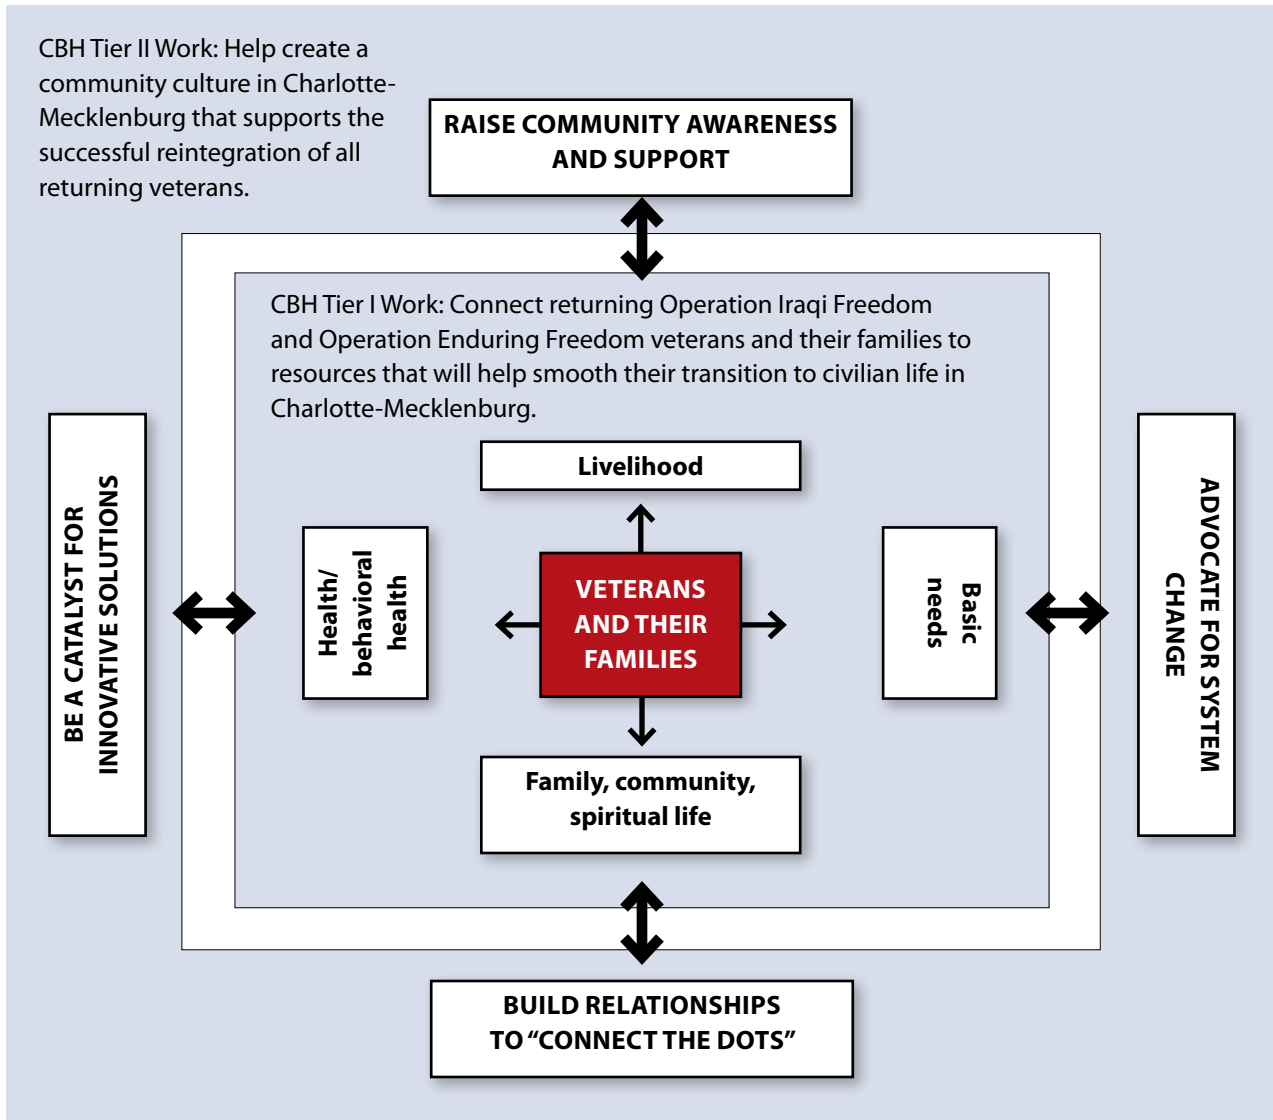 CBH Tier II Work: Help create a
community culture in Charlotte-
Mecklenburg that supports the
successful reintegration of all
returning veterans.
RAISE COMMUNITY AWARENESS
AND SUPPORT
CBH Tier I Work: Connect returning Operation Iraqi Freedom
and Operation Enduring Freedom veterans and their families to
resources that will help smooth their transition to civilian life in
Charlotte-Mecklenburg.
BE A CATALYST FOR
INNOVATIVE SOLUTIONS
Health/
behavioral
health
Livelihood
VETERANS
AND THEIR
FAMILIES
Basic
needs
ADVOCATE FOR SYSTEM
CHANGE
Family, community,
spiritual life
BUILD RELATIONSHIPS
TO “CONNECT THE DOTS”